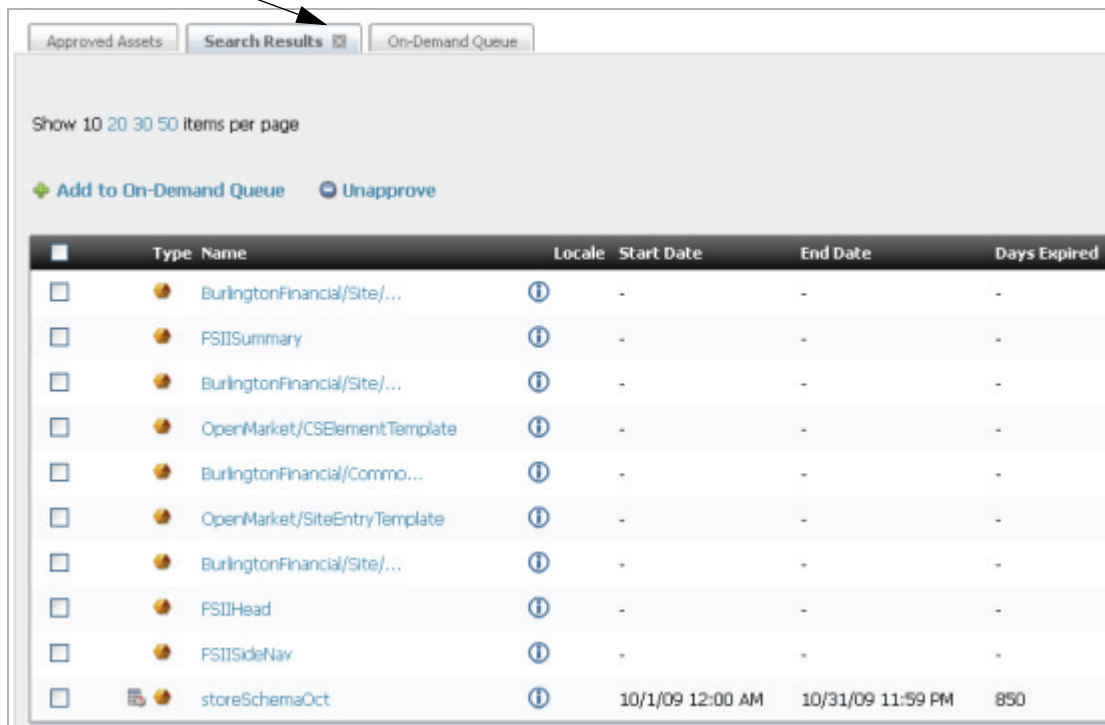 Approved Assets Search Results On-Demand Queue
Show 10 20 30 50 items per page
Add to On-Demand Queue Unapprove
Type Name Locale Start Date End Date Days Expired
BurlingtonFinancial/Site/... - - -
FSIISummary - - -
BurlingtonFinancial/Site/... - - -
OpenMarket/CSElementTemplate - - -
BurlingtonFinancial/Commo... - - -
OpenMarket/SiteEntryTemplate - - -
BurlingtonFinancial/Site/... - - -
FSIIHead - - -
FSIISideNav - - -
storeSchemaOct 10/1/09 12:00 AM 10/31/09 11:59 PM 850